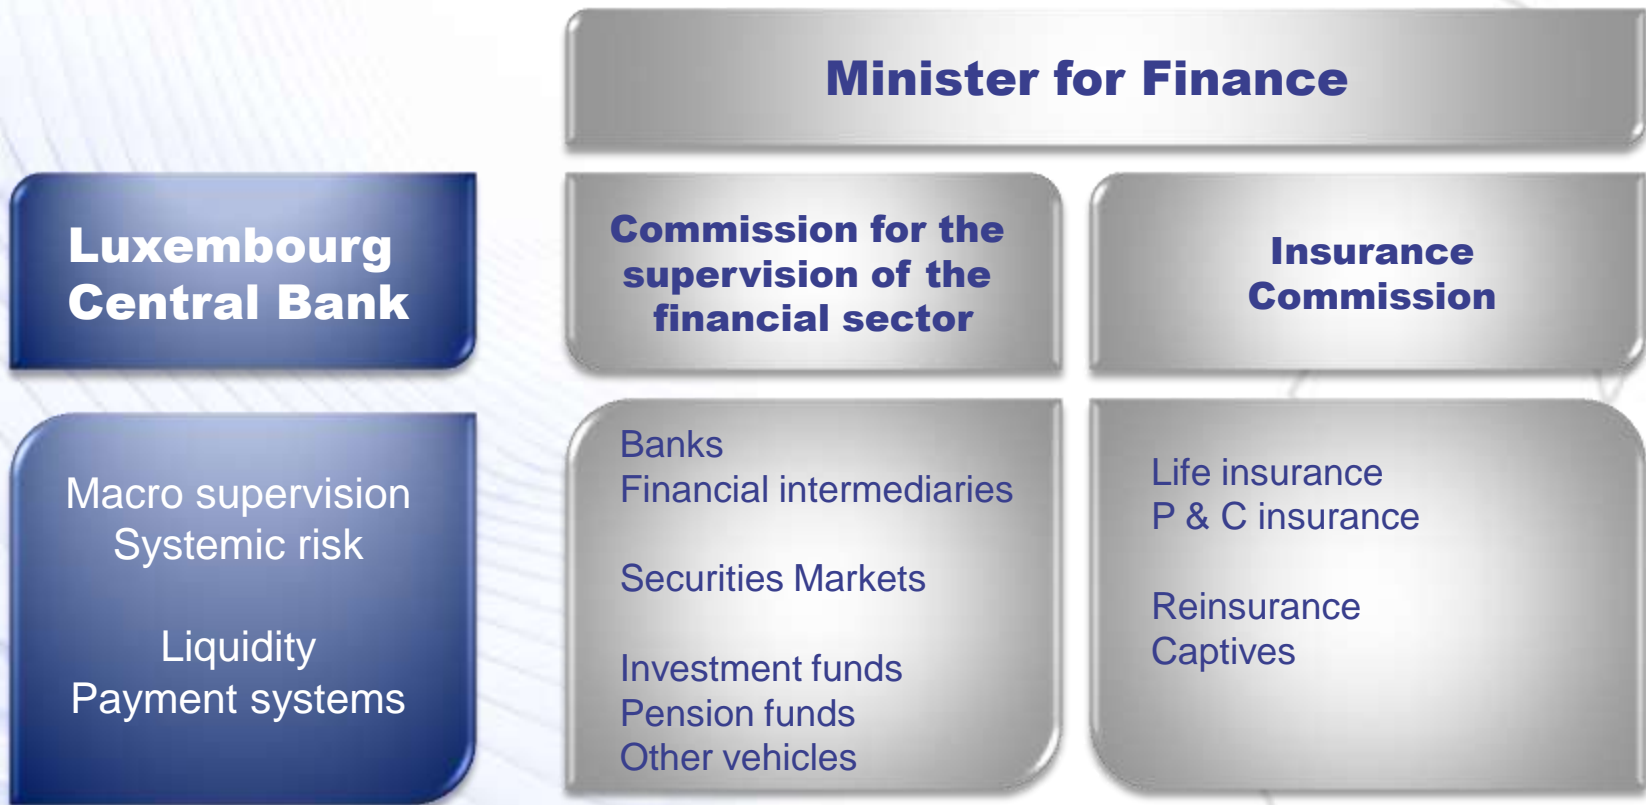 Minister for Finance
Luxembourg
Central Bank
Commission for the
supervision of the
financial sector
Insurance
Commission
Macro supervision
Systemic risk
Liquidity
Payment systems
Banks
Financial intermediaries
Securities Markets
Investment funds
Pension funds
Other vehicles
Life insurance
P & C insurance
Reinsurance
Captives